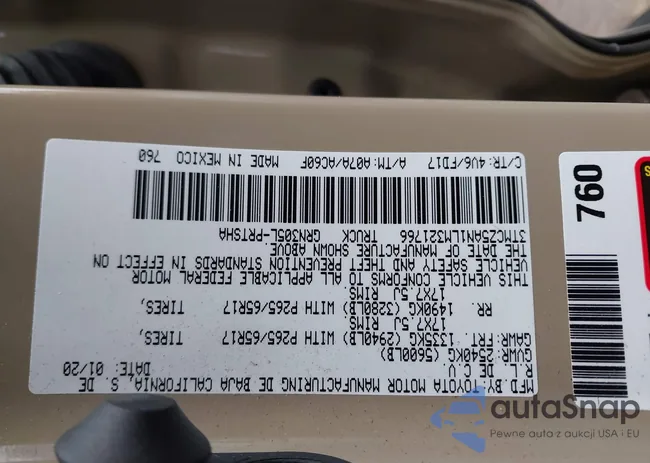 MFD. BY: TOYOTA MOTOR MANUFACTURING DE BAJA CALIFORNIA, S. DE
R. L. DE C.V. DATE: 01/20
GVWR: 2540KG (5600LB)
GAWR: FRT. 1335KG (2940LB) WITH P265/65R17 TIRES,
17X7.5J RIMS
RR. 1490KG (3280LB) WITH P265/65R17 TIRES,
17X7.5J RIMS
THIS VEHICLE CONFORMS TO ALL APPLICABLE FEDERAL MOTOR
VEHICLE SAFETY AND THEFT PREVENTION STANDARDS IN EFFECT ON
THE DATE OF MANUFACTURE SHOWN ABOVE.
3TMCZ5AN1LM321766 TRUCK GRN305L-PRTSHA
C/TR: 4V6/FD17 A/TM: A07A/AC60F MADE IN MEXICO 760
760
autaSnap
Pewne auta z aukcji USA i EU